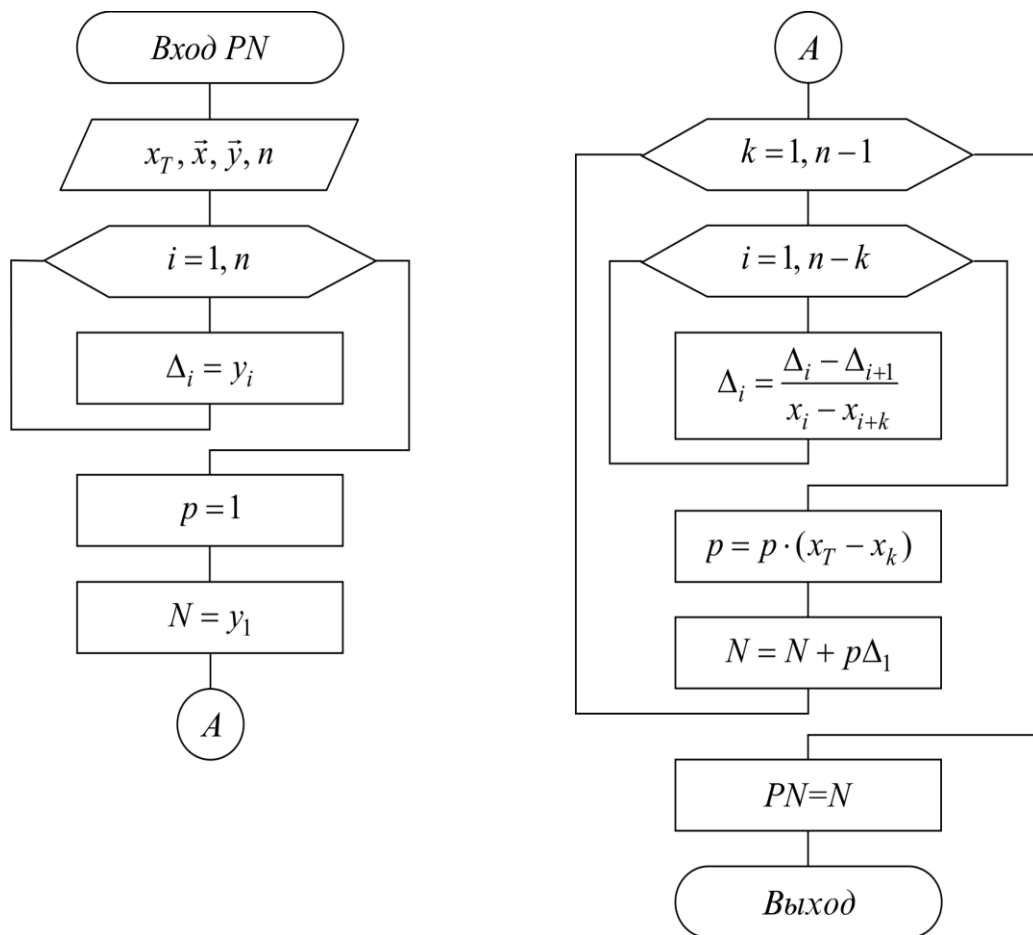 Вход PN
x_T, x⃗, y⃗, n
i = 1, n
Δ_i = y_i
p = 1
N = y_1
A
A
k = 1, n − 1
i = 1, n − k
Δ_i = (Δ_i − Δ_{i+1}) / (x_i − x_{i+k})
p = p · (x_T − x_k)
N = N + pΔ_1
PN=N
Выход